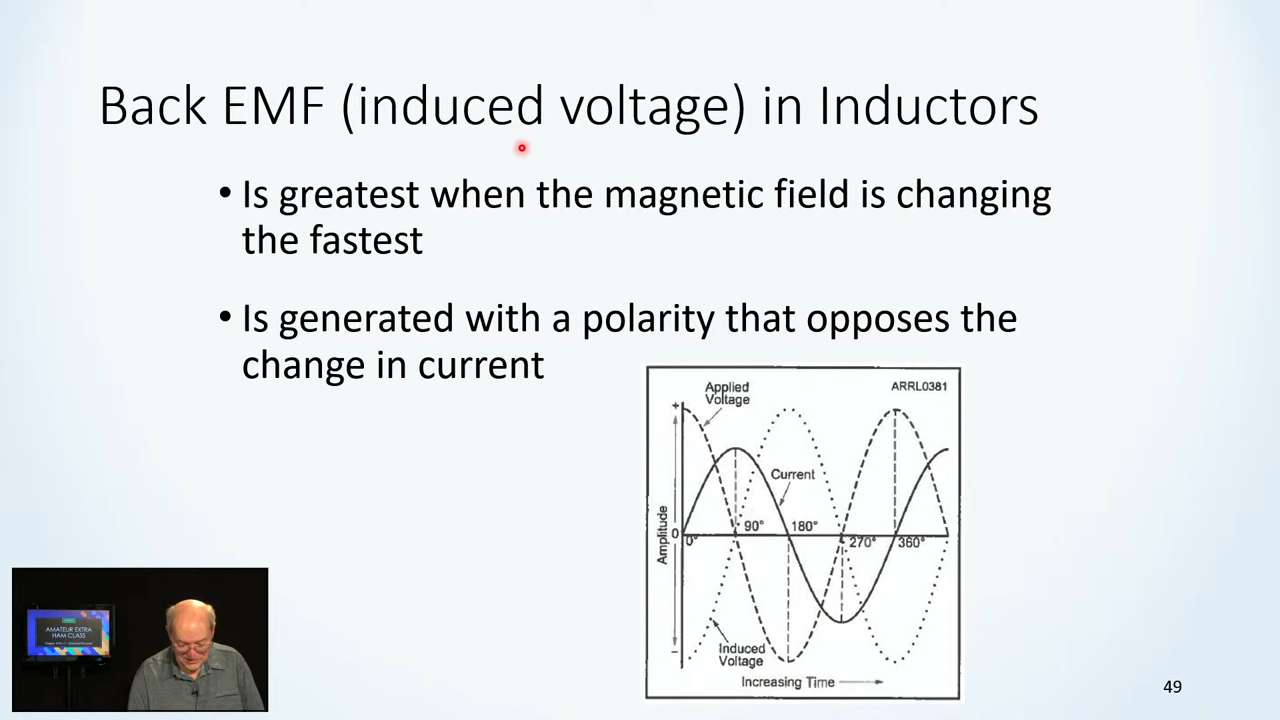 Back EMF (induced voltage) in Inductors
• Is greatest when the magnetic field is changing
the fastest
• Is generated with a polarity that opposes the
change in current
Applied
Voltage
ARRL0381
+
Current
Amplitude
0
0°
90°
180°
270°
360°
−
Induced
Voltage
Increasing Time
AMATEUR EXTRA
HAM CLASS
49